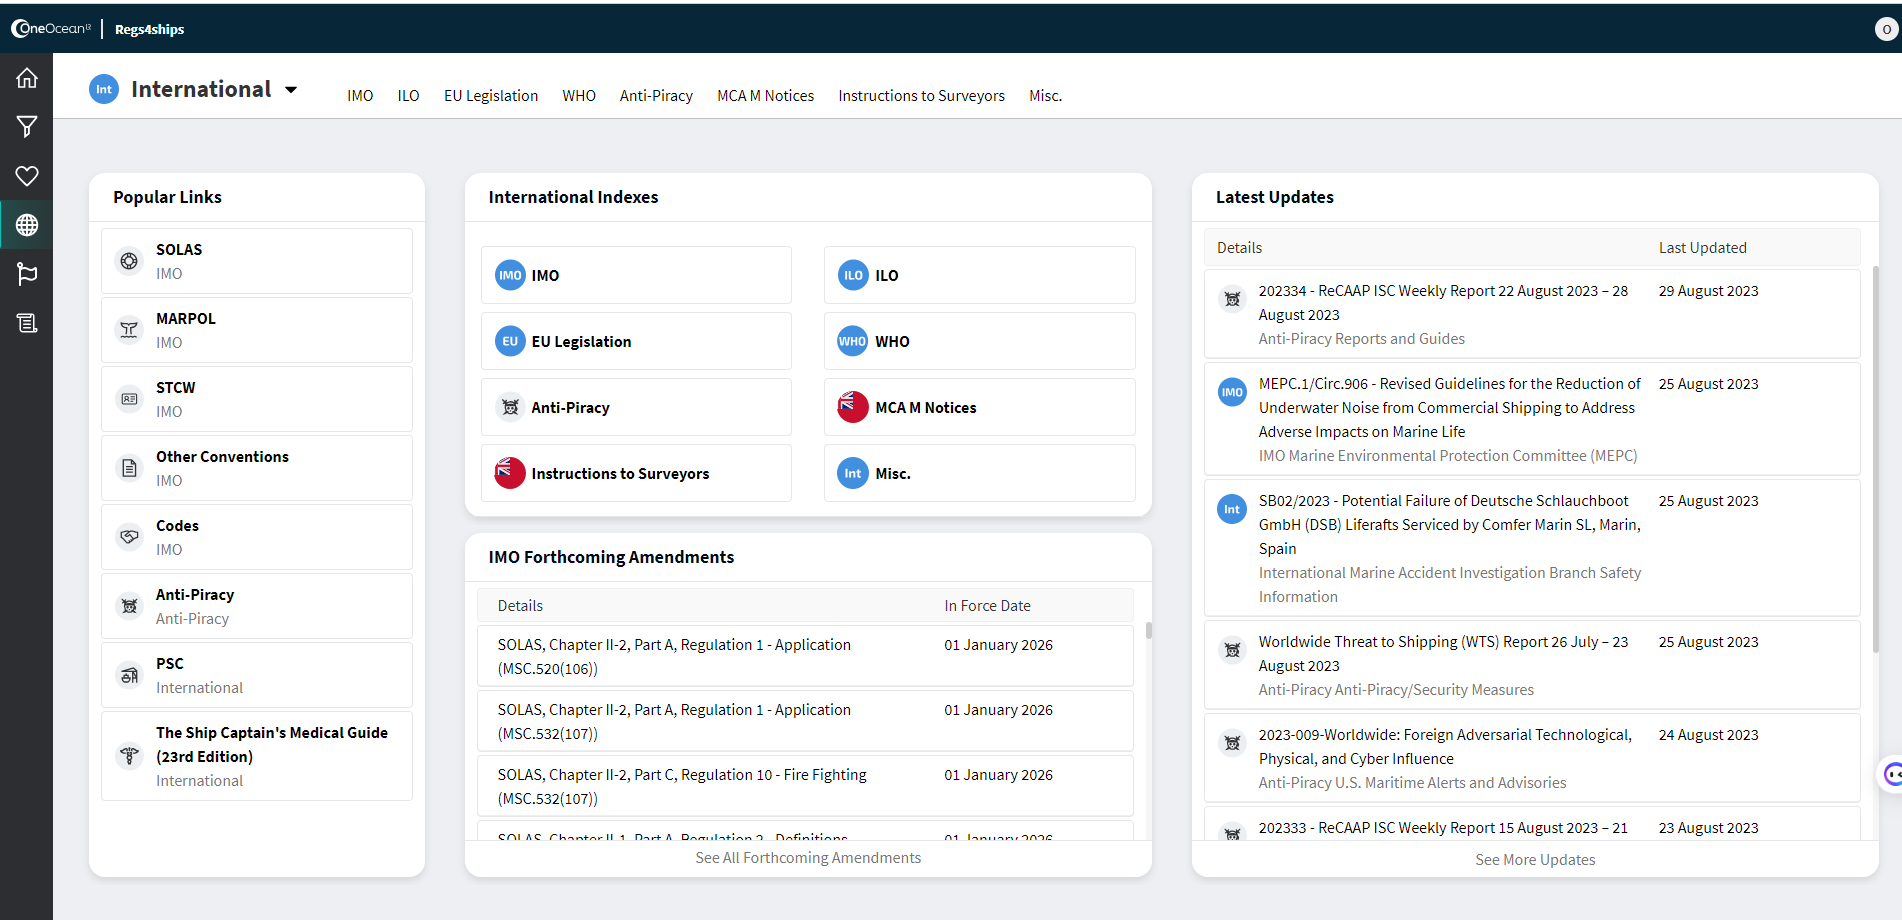 OneOcean LR | Regs4ships
O
Int International
IMO ILO EU Legislation WHO Anti-Piracy MCA M Notices Instructions to Surveyors Misc.
Popular Links
SOLAS
IMO
MARPOL
IMO
STCW
IMO
Other Conventions
IMO
Codes
IMO
Anti-Piracy
Anti-Piracy
PSC
International
The Ship Captain's Medical Guide
(23rd Edition)
International
International Indexes
IMO IMO
ILO ILO
EU EU Legislation
WHO WHO
Anti-Piracy
MCA M Notices
Instructions to Surveyors
Int Misc.
IMO Forthcoming Amendments
Details In Force Date
SOLAS, Chapter II-2, Part A, Regulation 1 - Application 01 January 2026
(MSC.520(106))
SOLAS, Chapter II-2, Part A, Regulation 1 - Application 01 January 2026
(MSC.532(107))
SOLAS, Chapter II-2, Part C, Regulation 10 - Fire Fighting 01 January 2026
(MSC.532(107))
SOLAS, Chapter II-1, Part A, Regulation 2 - Definitions 01 January 2026
See All Forthcoming Amendments
Latest Updates
Details Last Updated
202334 - ReCAAP ISC Weekly Report 22 August 2023 – 28 29 August 2023
August 2023
Anti-Piracy Reports and Guides
IMO MEPC.1/Circ.906 - Revised Guidelines for the Reduction of 25 August 2023
Underwater Noise from Commercial Shipping to Address
Adverse Impacts on Marine Life
IMO Marine Environmental Protection Committee (MEPC)
Int SB02/2023 - Potential Failure of Deutsche Schlauchboot 25 August 2023
GmbH (DSB) Liferafts Serviced by Comfer Marin SL, Marin,
Spain
International Marine Accident Investigation Branch Safety
Information
Worldwide Threat to Shipping (WTS) Report 26 July – 23 25 August 2023
August 2023
Anti-Piracy Anti-Piracy/Security Measures
2023-009-Worldwide: Foreign Adversarial Technological, 24 August 2023
Physical, and Cyber Influence
Anti-Piracy U.S. Maritime Alerts and Advisories
202333 - ReCAAP ISC Weekly Report 15 August 2023 – 21 23 August 2023
See More Updates